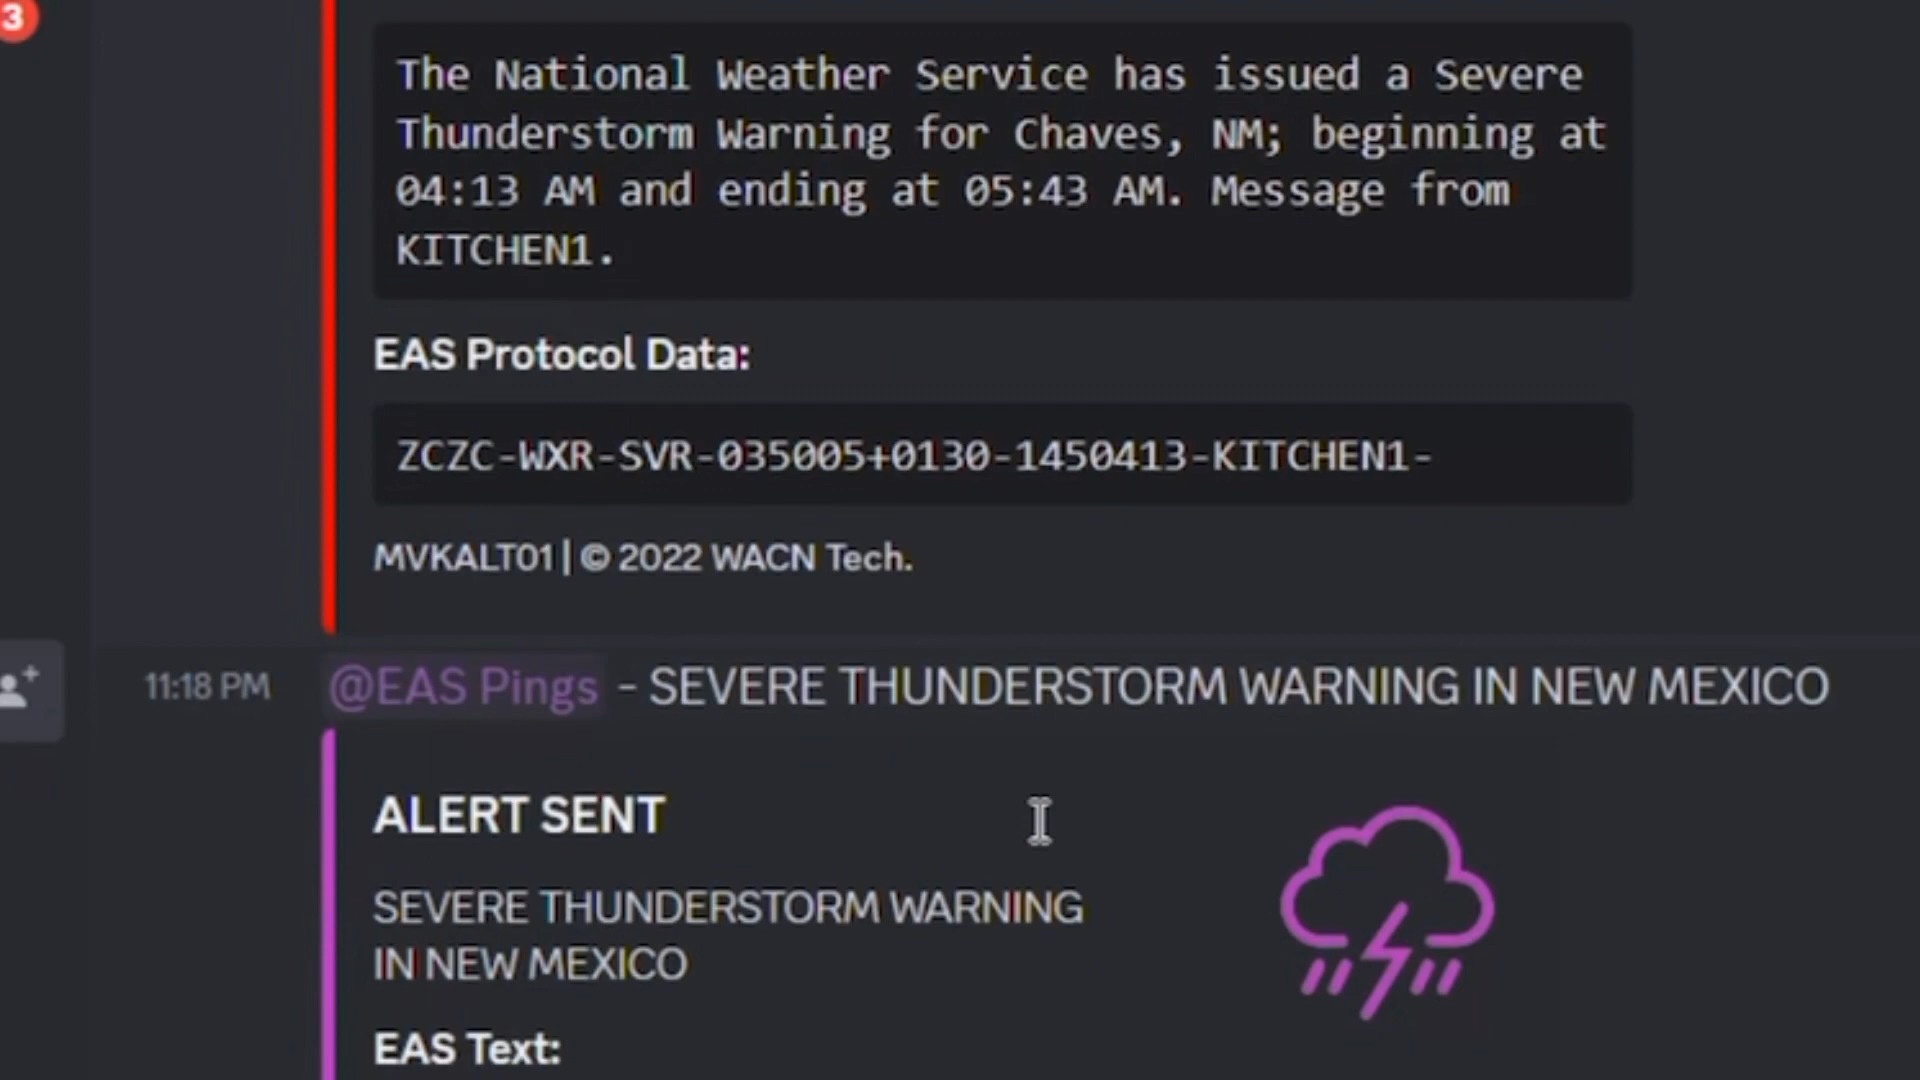 3
The National Weather Service has issued a Severe
Thunderstorm Warning for Chaves, NM; beginning at
04:13 AM and ending at 05:43 AM. Message from
KITCHEN1.
EAS Protocol Data:
ZCZC-WXR-SVR-035005+0130-1450413-KITCHEN1-
MVKALT01 | © 2022 WACN Tech.
11:18 PM @EAS Pings - SEVERE THUNDERSTORM WARNING IN NEW MEXICO
ALERT SENT
SEVERE THUNDERSTORM WARNING
IN NEW MEXICO
EAS Text: